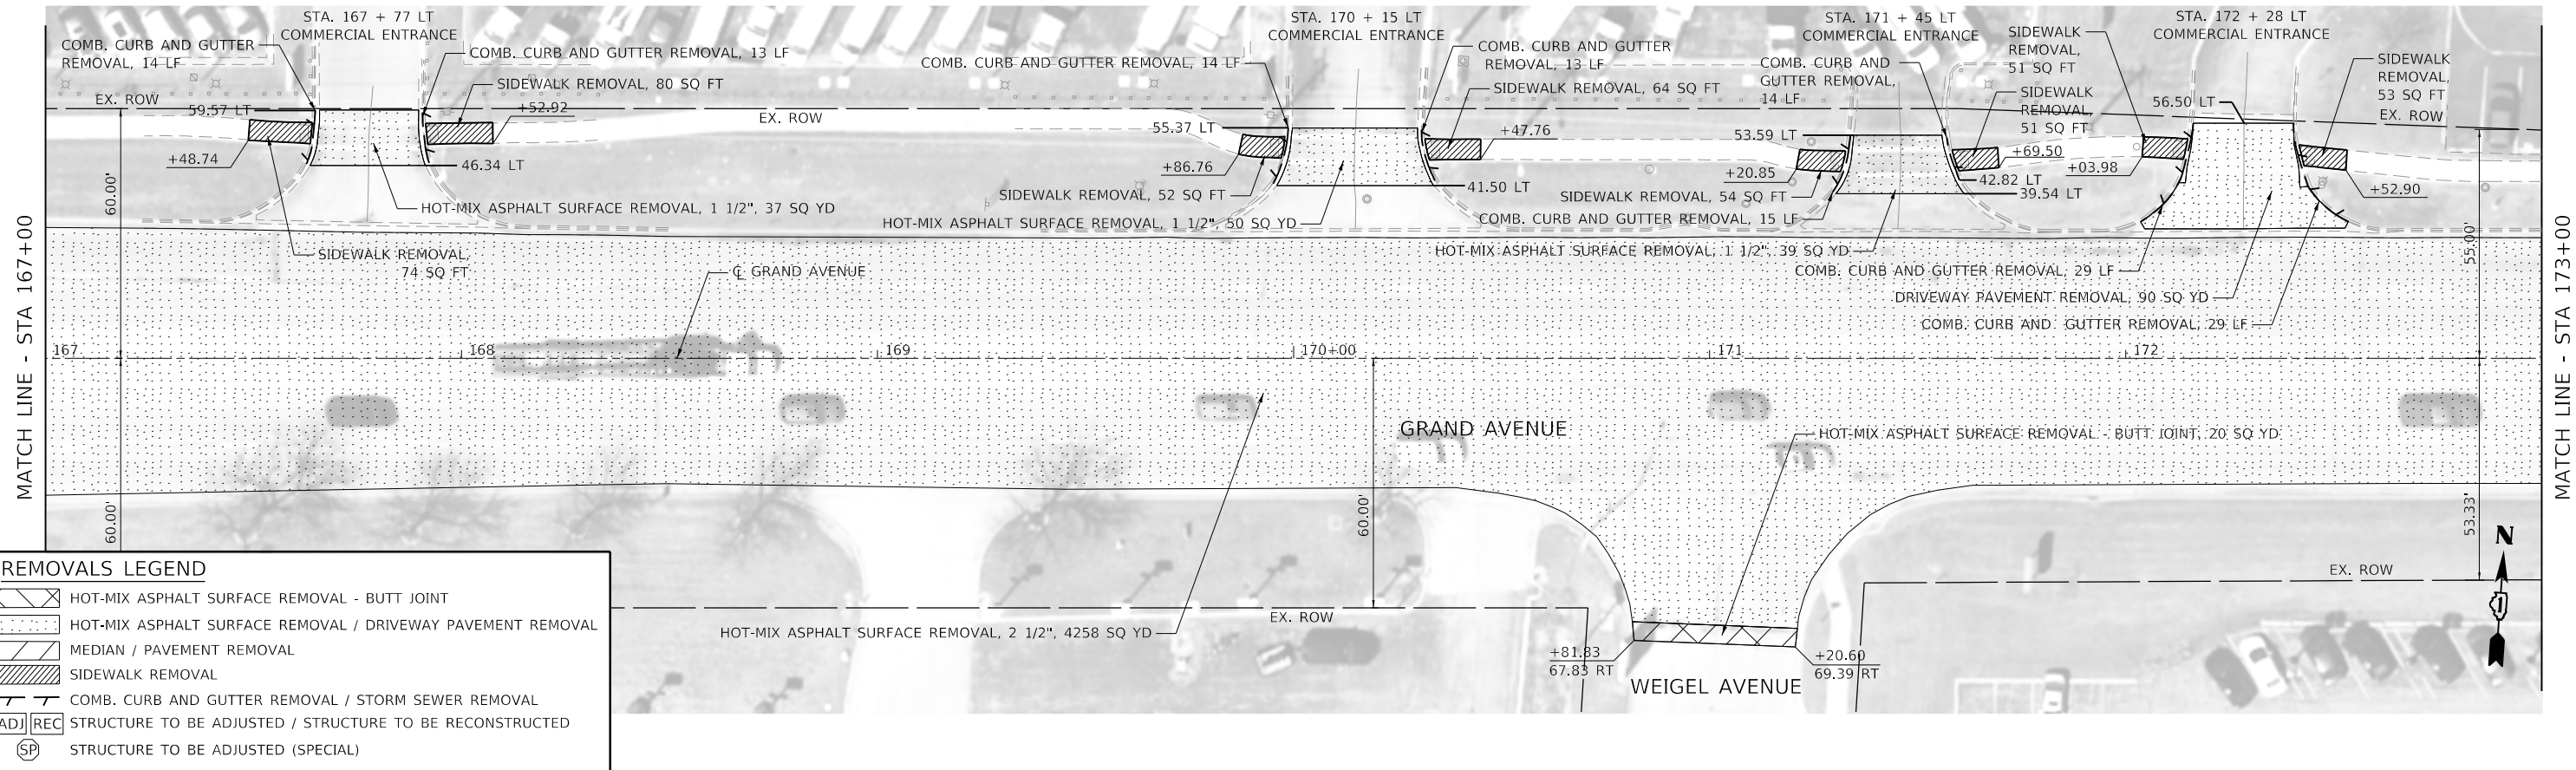 STA. 167 + 77 LT
COMMERCIAL ENTRANCE
COMB. CURB AND GUTTER
REMOVAL, 14 LF
COMB. CURB AND GUTTER REMOVAL, 13 LF
SIDEWALK REMOVAL, 80 SQ FT
EX. ROW
59.57 LT
+52.92
EX. ROW
+48.74
46.34 LT
60.00'
HOT-MIX ASPHALT SURFACE REMOVAL, 1 1/2", 37 SQ YD
SIDEWALK REMOVAL,
74 SQ FT
STA. 170 + 15 LT
COMMERCIAL ENTRANCE
COMB. CURB AND GUTTER REMOVAL, 14 LF
COMB. CURB AND GUTTER
REMOVAL, 13 LF
SIDEWALK REMOVAL, 64 SQ FT
55.37 LT
+47.76
+86.76
41.50 LT
SIDEWALK REMOVAL, 52 SQ FT
HOT-MIX ASPHALT SURFACE REMOVAL, 1 1/2", 50 SQ YD
STA. 171 + 45 LT
COMMERCIAL ENTRANCE
COMB. CURB AND
GUTTER REMOVAL,
14 LF
SIDEWALK
REMOVAL,
51 SQ FT
SIDEWALK
REMOVAL,
51 SQ FT
53.59 LT
+69.50
+20.85
42.82 LT
39.54 LT
SIDEWALK REMOVAL, 54 SQ FT
COMB. CURB AND GUTTER REMOVAL, 15 LF
HOT-MIX ASPHALT SURFACE REMOVAL, 1 1/2", 39 SQ YD
STA. 172 + 28 LT
COMMERCIAL ENTRANCE
SIDEWALK
REMOVAL,
53 SQ FT
56.50 LT
EX. ROW
+03.98
+52.90
COMB. CURB AND GUTTER REMOVAL, 29 LF
DRIVEWAY PAVEMENT REMOVAL, 90 SQ YD
COMB. CURB AND GUTTER REMOVAL, 29 LF
55.00'
MATCH LINE - STA 167+00
MATCH LINE - STA 173+00
℄ GRAND AVENUE
167
168
169
170+00
171
172
GRAND AVENUE
HOT-MIX ASPHALT SURFACE REMOVAL - BUTT JOINT, 20 SQ YD
60.00'
60.00'
53.33'
N
EX. ROW
EX. ROW
HOT-MIX ASPHALT SURFACE REMOVAL, 2 1/2", 4258 SQ YD
+81.83
67.83 RT
+20.60
69.39 RT
WEIGEL AVENUE
REMOVALS LEGEND
HOT-MIX ASPHALT SURFACE REMOVAL - BUTT JOINT
HOT-MIX ASPHALT SURFACE REMOVAL / DRIVEWAY PAVEMENT REMOVAL
MEDIAN / PAVEMENT REMOVAL
SIDEWALK REMOVAL
COMB. CURB AND GUTTER REMOVAL / STORM SEWER REMOVAL
ADJ REC STRUCTURE TO BE ADJUSTED / STRUCTURE TO BE RECONSTRUCTED
SP STRUCTURE TO BE ADJUSTED (SPECIAL)